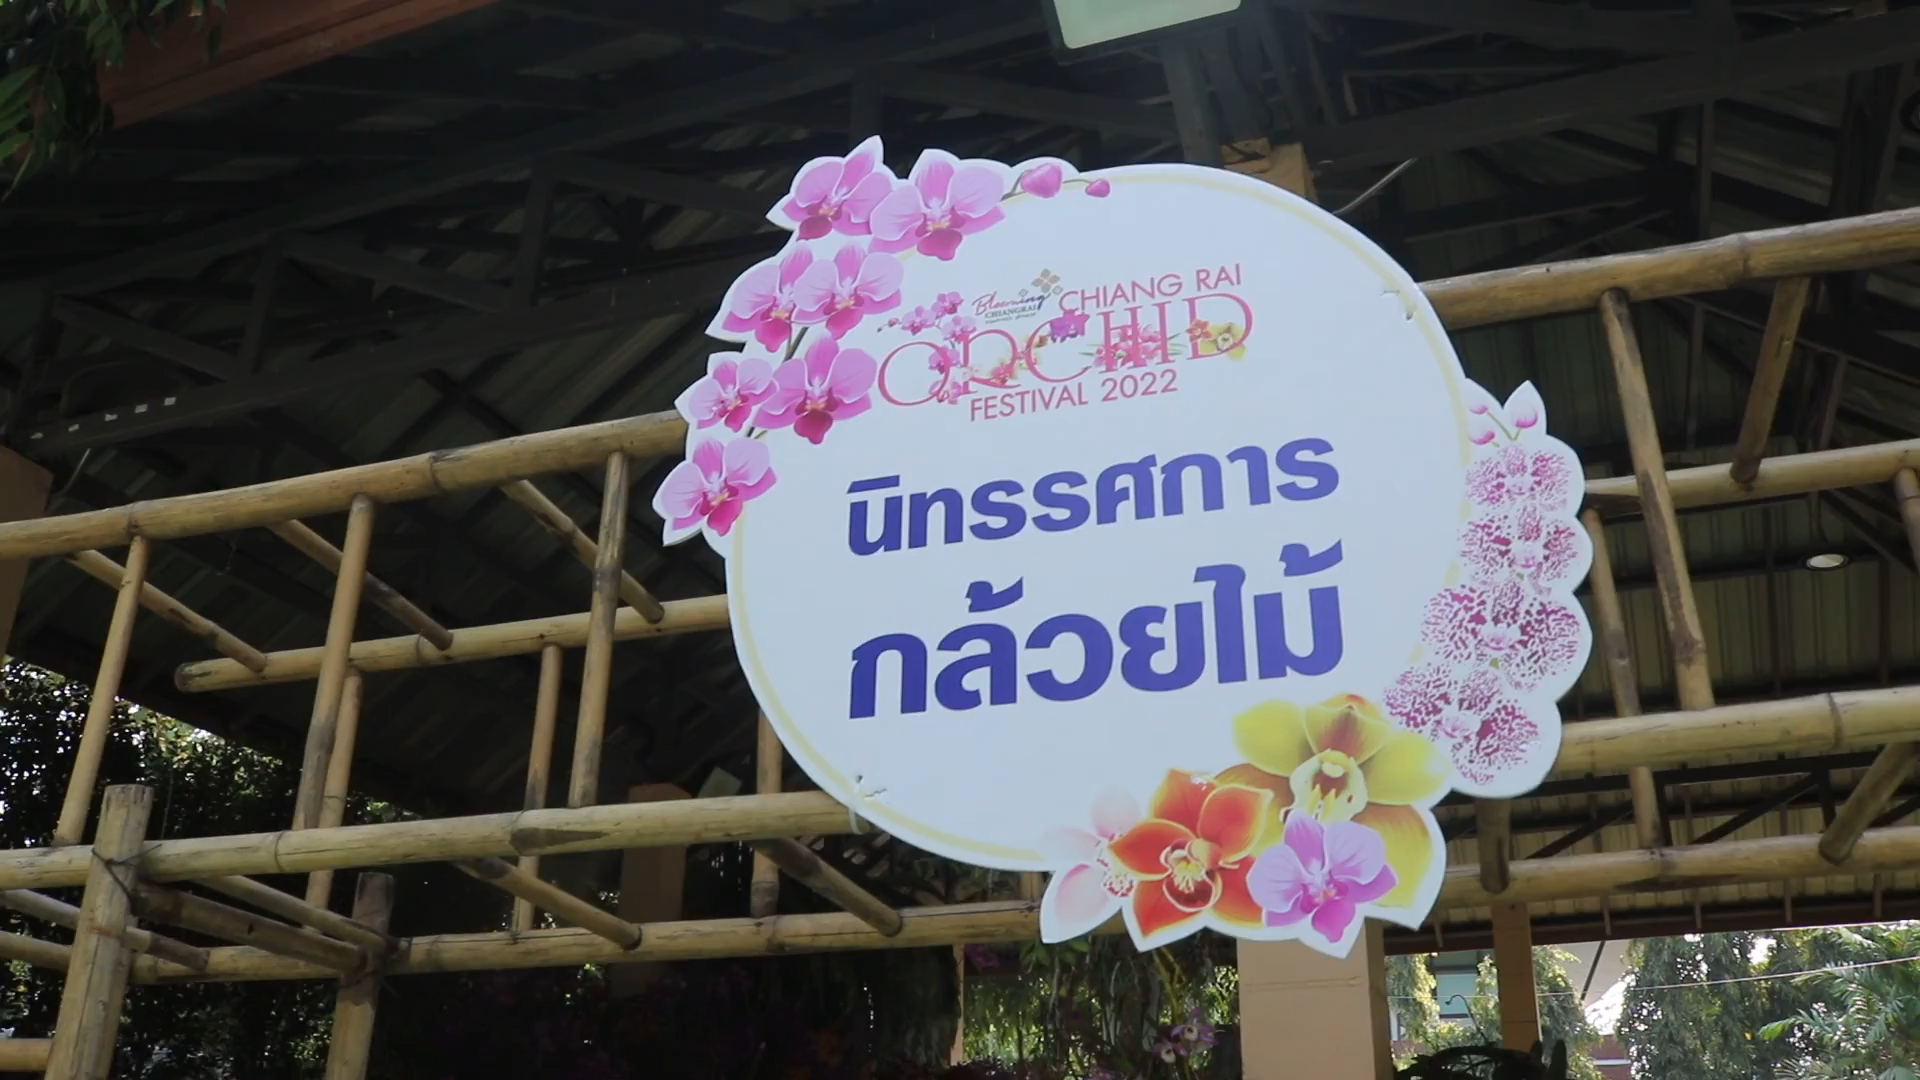 Blooming
CHIANGRAI
CHIANG RAI
ORCHID
FESTIVAL 2022
นิทรรศการ
กล้วยไม้